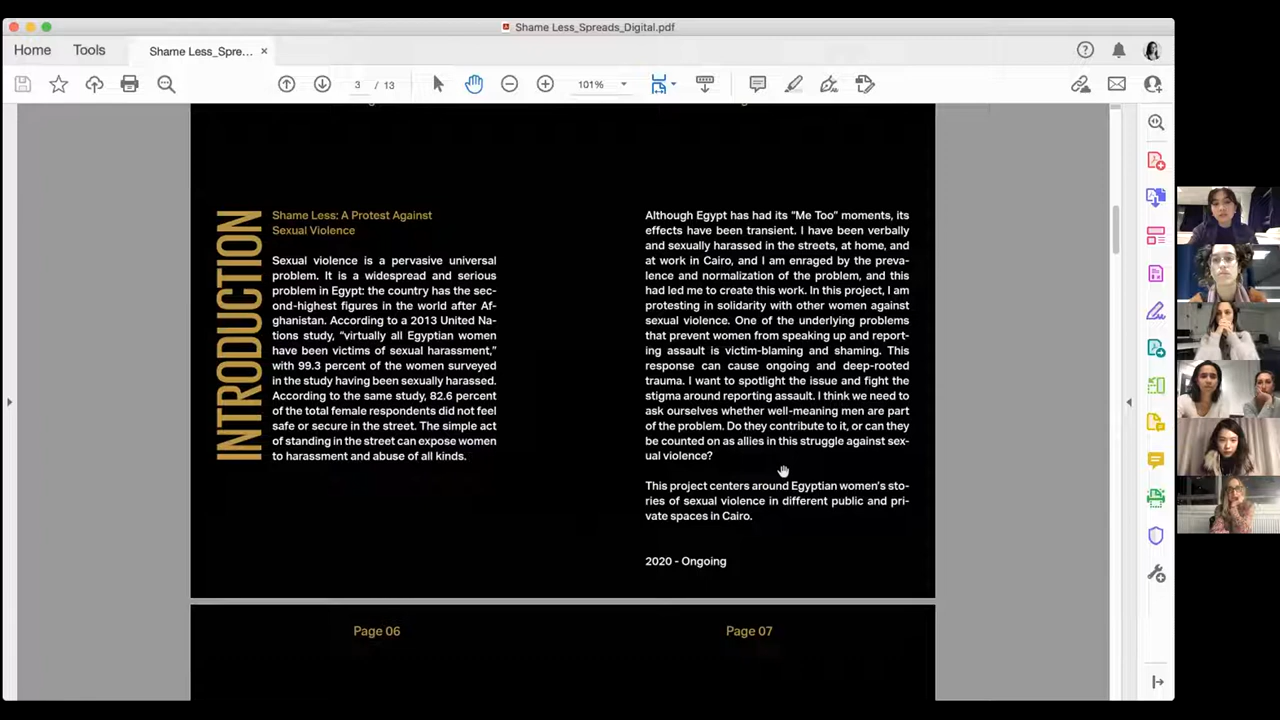 Shame Less_Spreads_Digital.pdf
Home
Tools
Shame Less_Spre...
3 / 13
101%
INTRODUCTION
Shame Less: A Protest Against
Sexual Violence
Sexual violence is a pervasive universal
problem. It is a widespread and serious
problem in Egypt: the country has the sec-
ond-highest figures in the world after Af-
ghanistan. According to a 2013 United Na-
tions study, “virtually all Egyptian women
have been victims of sexual harassment,”
with 99.3 percent of the women surveyed
in the study having been sexually harassed.
According to the same study, 82.6 percent
of the total female respondents did not feel
safe or secure in the street. The simple act
of standing in the street can expose women
to harassment and abuse of all kinds.
Although Egypt has had its “Me Too” moments, its
effects have been transient. I have been verbally
and sexually harassed in the streets, at home, and
at work in Cairo, and I am enraged by the preva-
lence and normalization of the problem, and this
had led me to create this work. In this project, I am
protesting in solidarity with other women against
sexual violence. One of the underlying problems
that prevent women from speaking up and report-
ing assault is victim-blaming and shaming. This
response can cause ongoing and deep-rooted
trauma. I want to spotlight the issue and fight the
stigma around reporting assault. I think we need to
ask ourselves whether well-meaning men are part
of the problem. Do they contribute to it, or can they
be counted on as allies in this struggle against sex-
ual violence?
This project centers around Egyptian women’s sto-
ries of sexual violence in different public and pri-
vate spaces in Cairo.
2020 - Ongoing
Page 06
Page 07